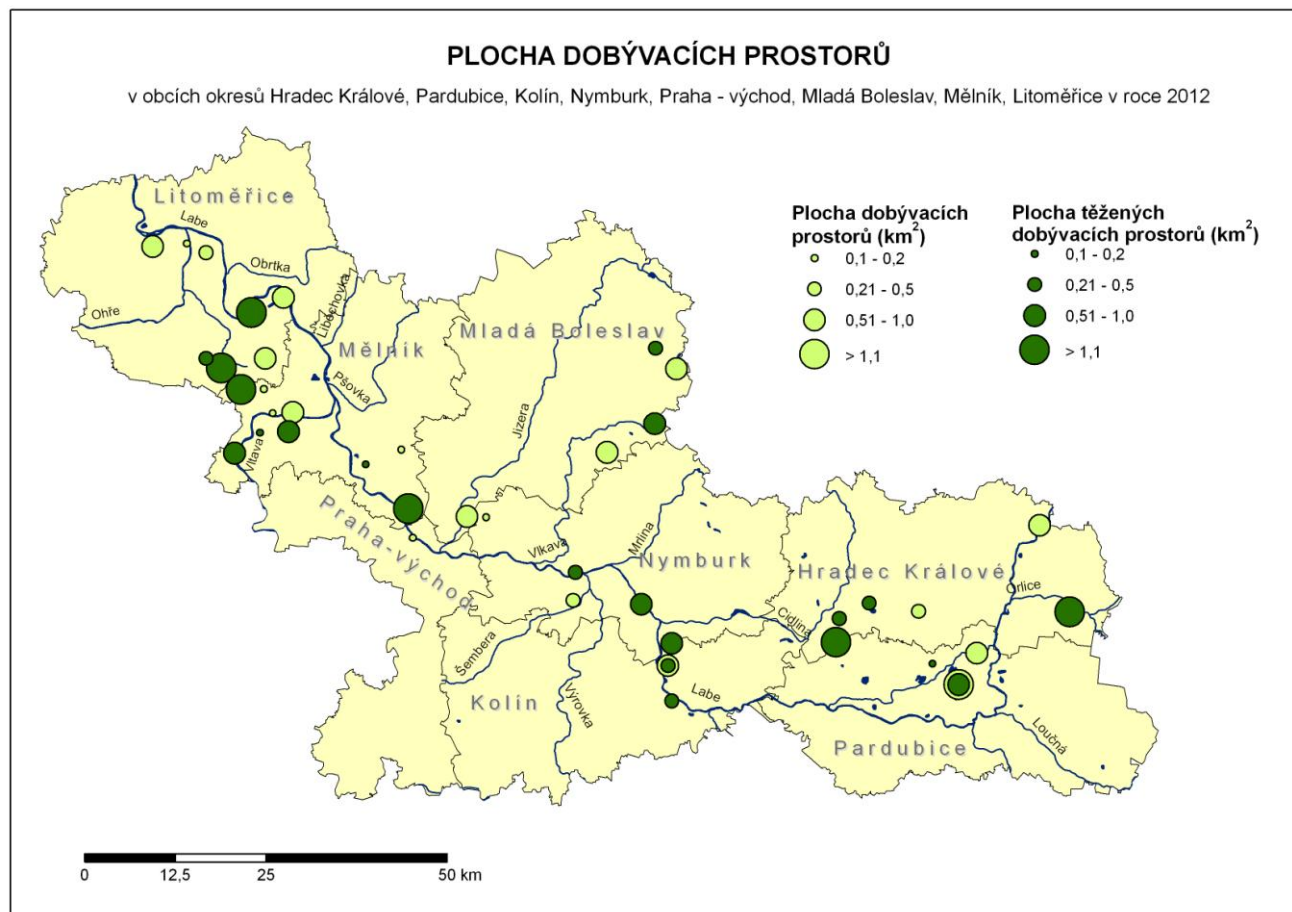 PLOCHA DOBÝVACÍCH PROSTORŮ
v obcích okresů Hradec Králové, Pardubice, Kolín, Nymburk, Praha - východ, Mladá Boleslav, Mělník, Litoměřice v roce 2012
Plocha dobývacích
prostorů (km²)
0,1 - 0,2
0,21 - 0,5
0,51 - 1,0
> 1,1
Plocha těžených
dobývacích prostorů (km²)
0,1 - 0,2
0,21 - 0,5
0,51 - 1,0
> 1,1
Litoměřice
Labe
Obrtka
Ohře
Liběchovka
Mělník
Pšovka
Mladá Boleslav
Jizera
Vltava
Praha-východ
Vlkava
Mrlina
Nymburk
Hradec Králové
Orlice
Cidlina
Šembera
Kolín
Výrovka
Labe
Pardubice
Loučná
0
12,5
25
50 km